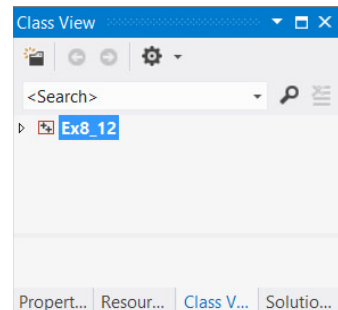 Class View
<Search>
Ex8_12
Propert... Resour... Class V... Solutio...